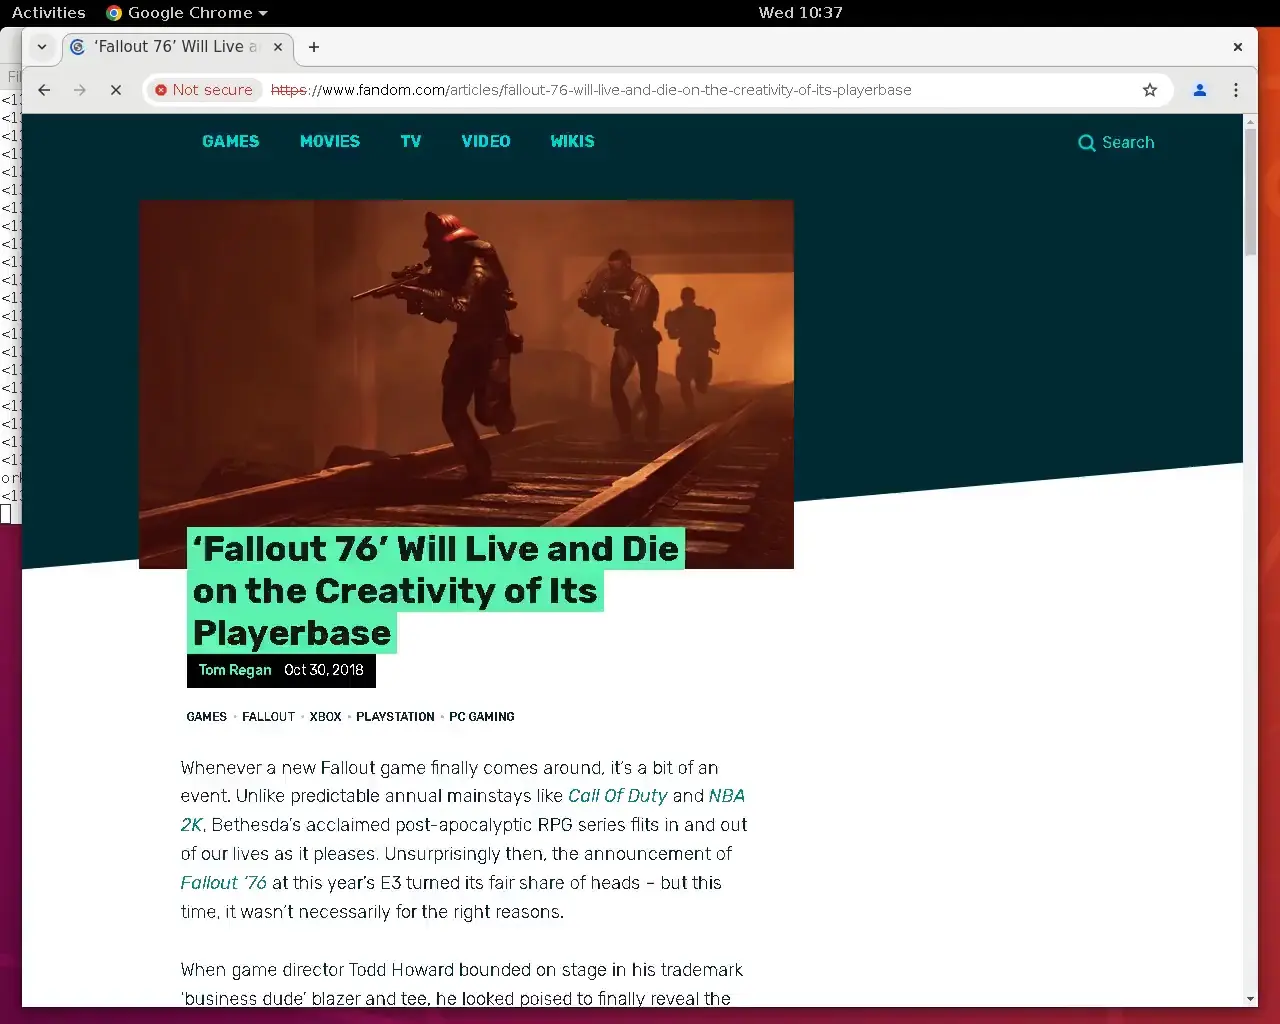 Activities Google Chrome Wed 10:37
‘Fallout 76’ Will Live a
Not secure https://www.fandom.com/articles/fallout-76-will-live-and-die-on-the-creativity-of-its-playerbase
GAMES MOVIES TV VIDEO WIKIS Search
‘Fallout 76’ Will Live and Die
on the Creativity of Its
Playerbase
Tom Regan Oct 30, 2018
GAMES • FALLOUT • XBOX • PLAYSTATION • PC GAMING
Whenever a new Fallout game finally comes around, it’s a bit of an
event. Unlike predictable annual mainstays like Call Of Duty and NBA
2K, Bethesda’s acclaimed post-apocalyptic RPG series flits in and out
of our lives as it pleases. Unsurprisingly then, the announcement of
Fallout ’76 at this year’s E3 turned its fair share of heads – but this
time, it wasn’t necessarily for the right reasons.
When game director Todd Howard bounded on stage in his trademark
‘business dude’ blazer and tee, he looked poised to finally reveal the